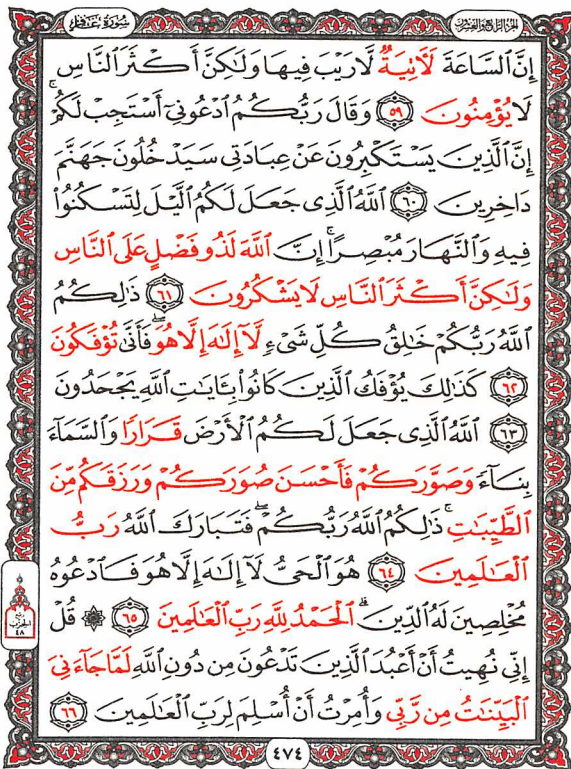 الجزء الرابع والعشرون
سورة غافر
إِنَّ ٱلسَّاعَةَ لَءَاتِيَةٌ لَّا رَيْبَ فِيهَا وَلَٰكِنَّ أَكْثَرَ ٱلنَّاسِ
لَا يُؤْمِنُونَ ٥٩ وَقَالَ رَبُّكُمُ ٱدْعُونِيٓ أَسْتَجِبْ لَكُمْ ۚ
إِنَّ ٱلَّذِينَ يَسْتَكْبِرُونَ عَنْ عِبَادَتِي سَيَدْخُلُونَ جَهَنَّمَ
دَاخِرِينَ ٦٠ ٱللَّهُ ٱلَّذِي جَعَلَ لَكُمُ ٱلَّيْلَ لِتَسْكُنُوا۟
فِيهِ وَٱلنَّهَارَ مُبْصِرًا ۚ إِنَّ ٱللَّهَ لَذُو فَضْلٍ عَلَى ٱلنَّاسِ
وَلَٰكِنَّ أَكْثَرَ ٱلنَّاسِ لَا يَشْكُرُونَ ٦١ ذَٰلِكُمُ
ٱللَّهُ رَبُّكُمْ خَٰلِقُ كُلِّ شَيْءٍ لَّآ إِلَٰهَ إِلَّا هُوَ ۖ فَأَنَّىٰ تُؤْفَكُونَ
٦٢ كَذَٰلِكَ يُؤْفَكُ ٱلَّذِينَ كَانُوا۟ بِـَٔايَٰتِ ٱللَّهِ يَجْحَدُونَ
٦٣ ٱللَّهُ ٱلَّذِي جَعَلَ لَكُمُ ٱلْأَرْضَ قَرَارًا وَٱلسَّمَآءَ
بِنَآءً وَصَوَّرَكُمْ فَأَحْسَنَ صُوَرَكُمْ وَرَزَقَكُم مِّنَ
ٱلطَّيِّبَٰتِ ۚ ذَٰلِكُمُ ٱللَّهُ رَبُّكُمْ ۖ فَتَبَارَكَ ٱللَّهُ رَبُّ
ٱلْعَٰلَمِينَ ٦٤ هُوَ ٱلْحَيُّ لَآ إِلَٰهَ إِلَّا هُوَ فَٱدْعُوهُ
مُخْلِصِينَ لَهُ ٱلدِّينَ ۗ ٱلْحَمْدُ لِلَّهِ رَبِّ ٱلْعَٰلَمِينَ ٦٥ ۞ قُلْ
إِنِّي نُهِيتُ أَنْ أَعْبُدَ ٱلَّذِينَ تَدْعُونَ مِن دُونِ ٱللَّهِ لَمَّا جَآءَنِيَ
ٱلْبَيِّنَٰتُ مِن رَّبِّي وَأُمِرْتُ أَنْ أُسْلِمَ لِرَبِّ ٱلْعَٰلَمِينَ ٦٦
ربع
الحزب
٤٨
٤٧٤